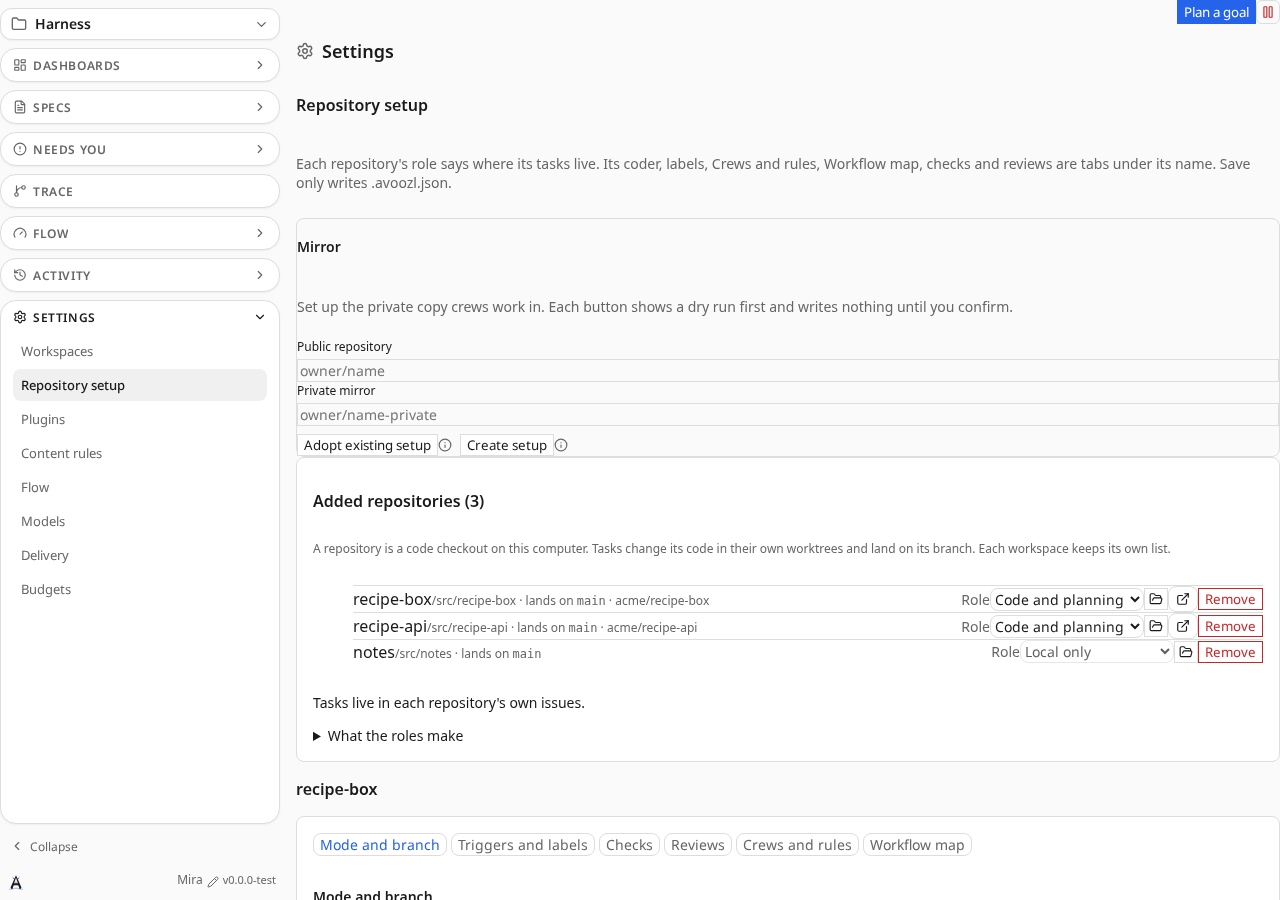 Harness
DASHBOARDS
SPECS
NEEDS YOU
TRACE
FLOW
ACTIVITY
SETTINGS
Workspaces
Repository setup
Plugins
Content rules
Flow
Models
Delivery
Budgets
Collapse
Mira v0.0.0-test
Plan a goal
Settings
Repository setup
Each repository's role says where its tasks live. Its coder, labels, Crews and rules, Workflow map, checks and reviews are tabs under its name. Save
only writes .avoozl.json.
Mirror
Set up the private copy crews work in. Each button shows a dry run first and writes nothing until you confirm.
Public repository
owner/name
Private mirror
owner/name-private
Adopt existing setup Create setup
Added repositories (3)
A repository is a code checkout on this computer. Tasks change its code in their own worktrees and land on its branch. Each workspace keeps its own list.
recipe-box/src/recipe-box · lands on main · acme/recipe-box Role Code and planning Remove
recipe-api/src/recipe-api · lands on main · acme/recipe-api Role Code and planning Remove
notes/src/notes · lands on main Role Local only Remove
Tasks live in each repository's own issues.
What the roles make
recipe-box
Mode and branch Triggers and labels Checks Reviews Crews and rules Workflow map
Mode and branch